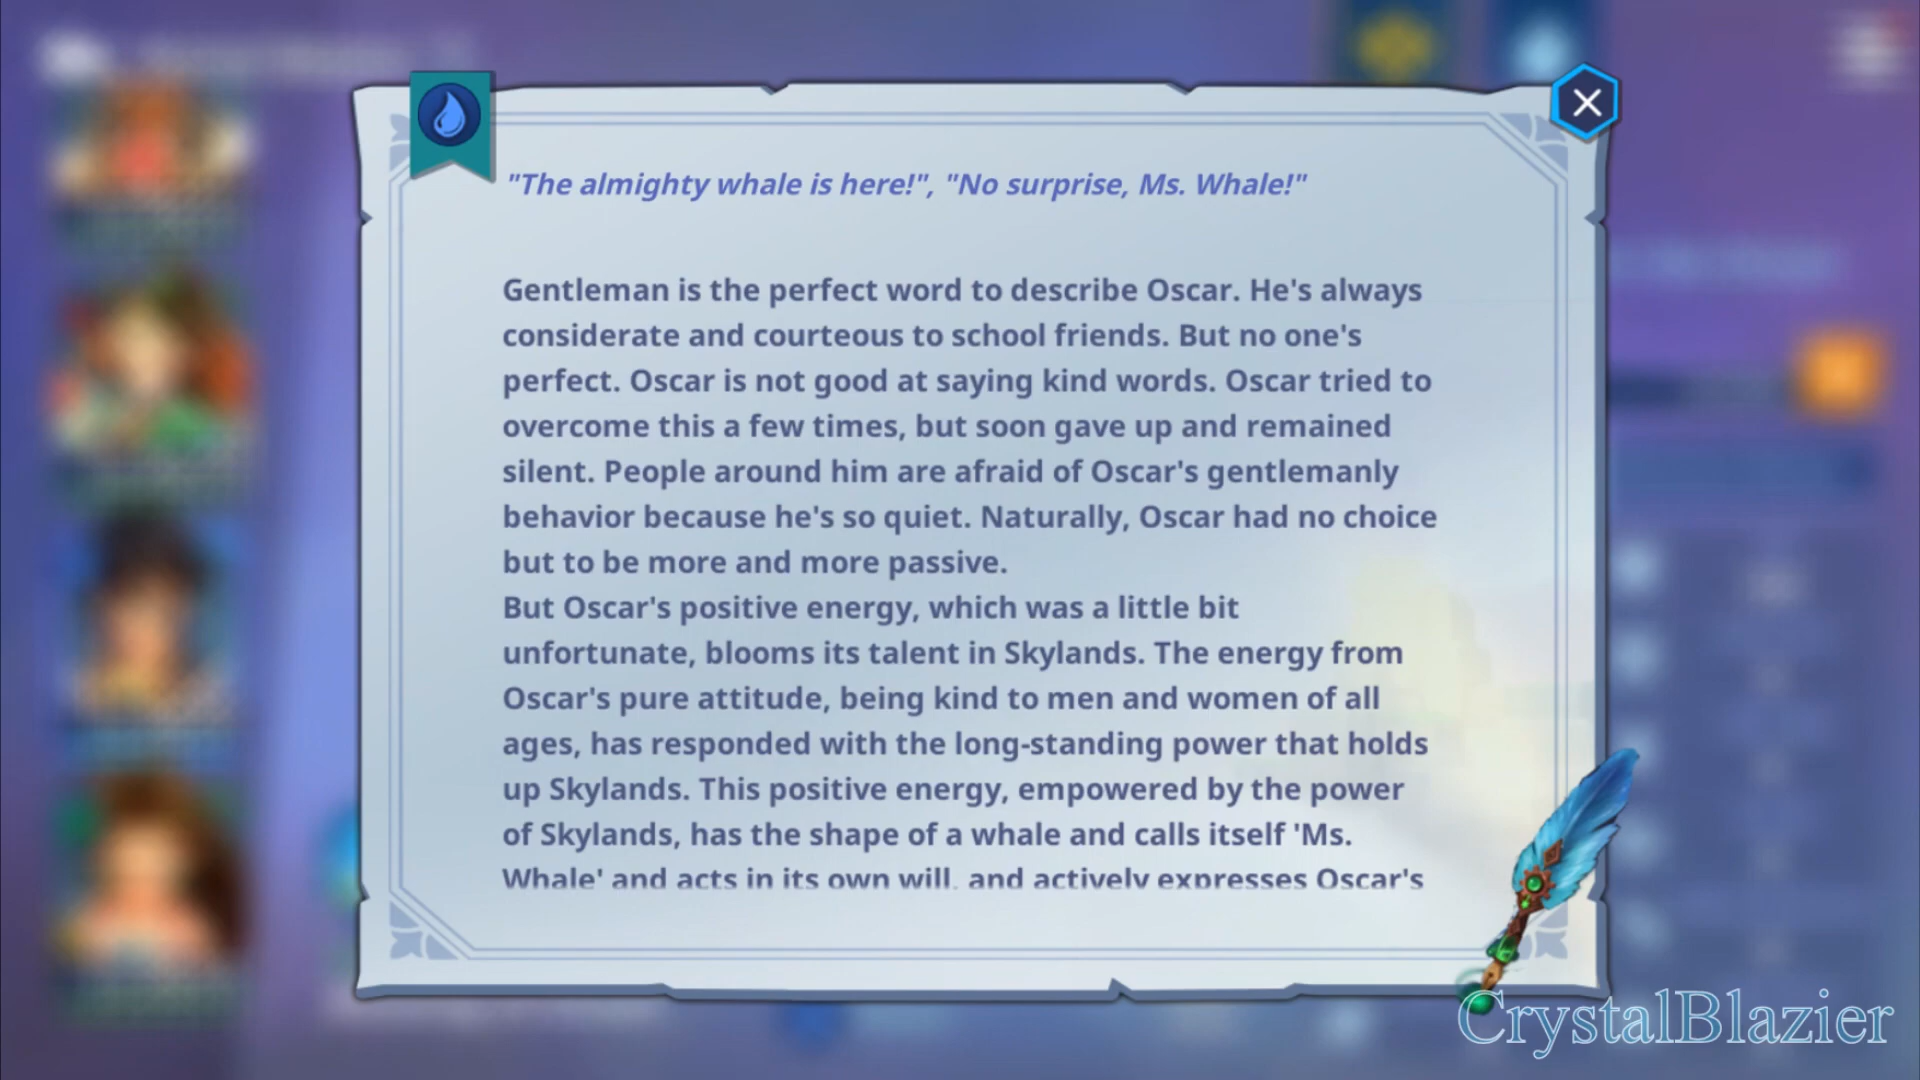 "The almighty whale is here!", "No surprise, Ms. Whale!"
Gentleman is the perfect word to describe Oscar. He's always
considerate and courteous to school friends. But no one's
perfect. Oscar is not good at saying kind words. Oscar tried to
overcome this a few times, but soon gave up and remained
silent. People around him are afraid of Oscar's gentlemanly
behavior because he's so quiet. Naturally, Oscar had no choice
but to be more and more passive.
But Oscar's positive energy, which was a little bit
unfortunate, blooms its talent in Skylands. The energy from
Oscar's pure attitude, being kind to men and women of all
ages, has responded with the long-standing power that holds
up Skylands. This positive energy, empowered by the power
of Skylands, has the shape of a whale and calls itself 'Ms.
Whale' and acts in its own will, and actively expresses Oscar's
CrystalBlazier